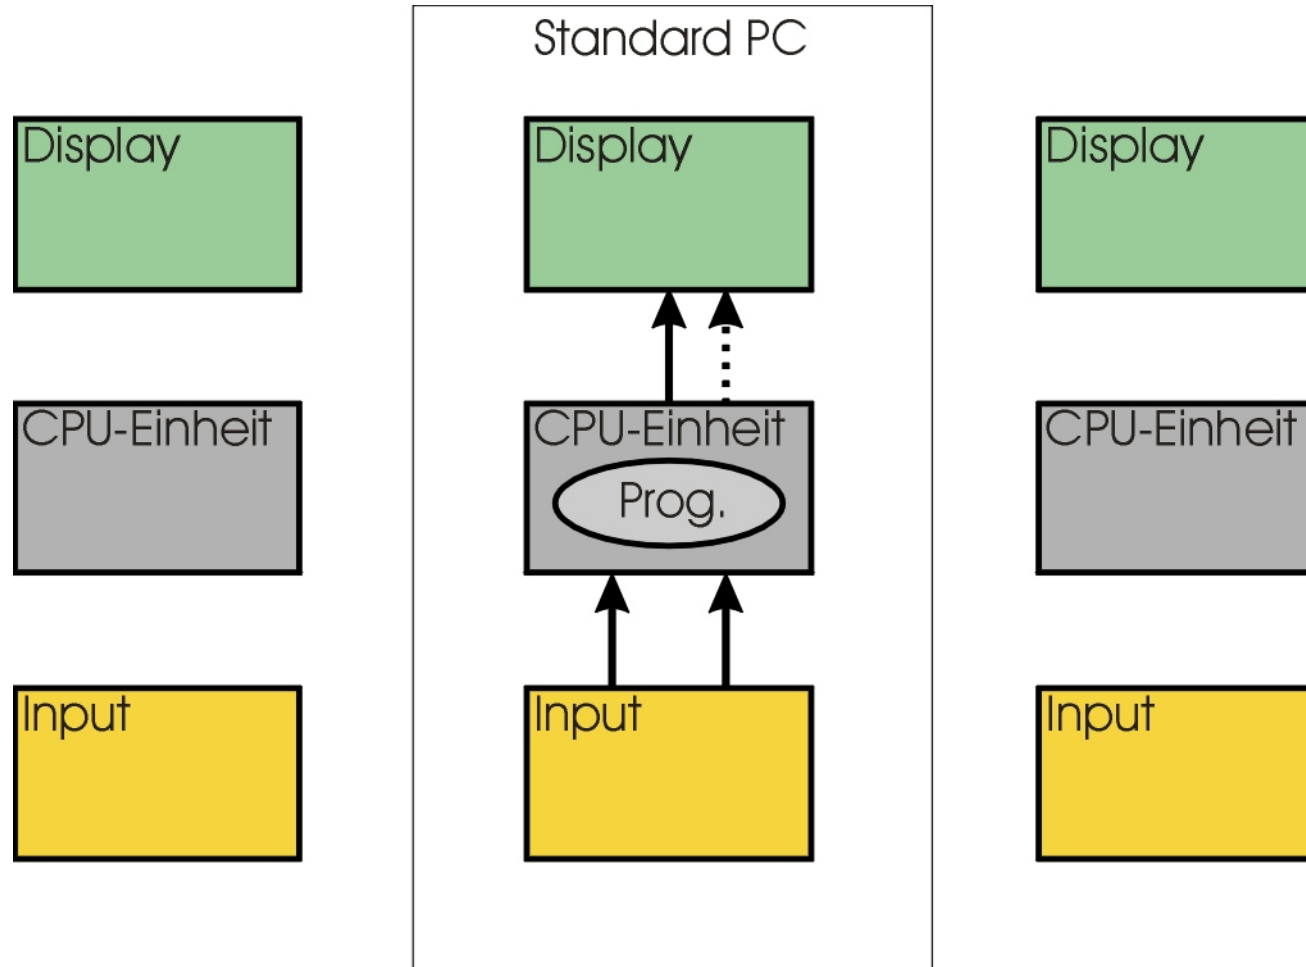 Standard PC
Display
Display
Display
CPU-Einheit
CPU-Einheit
CPU-Einheit
Prog.
Input
Input
Input